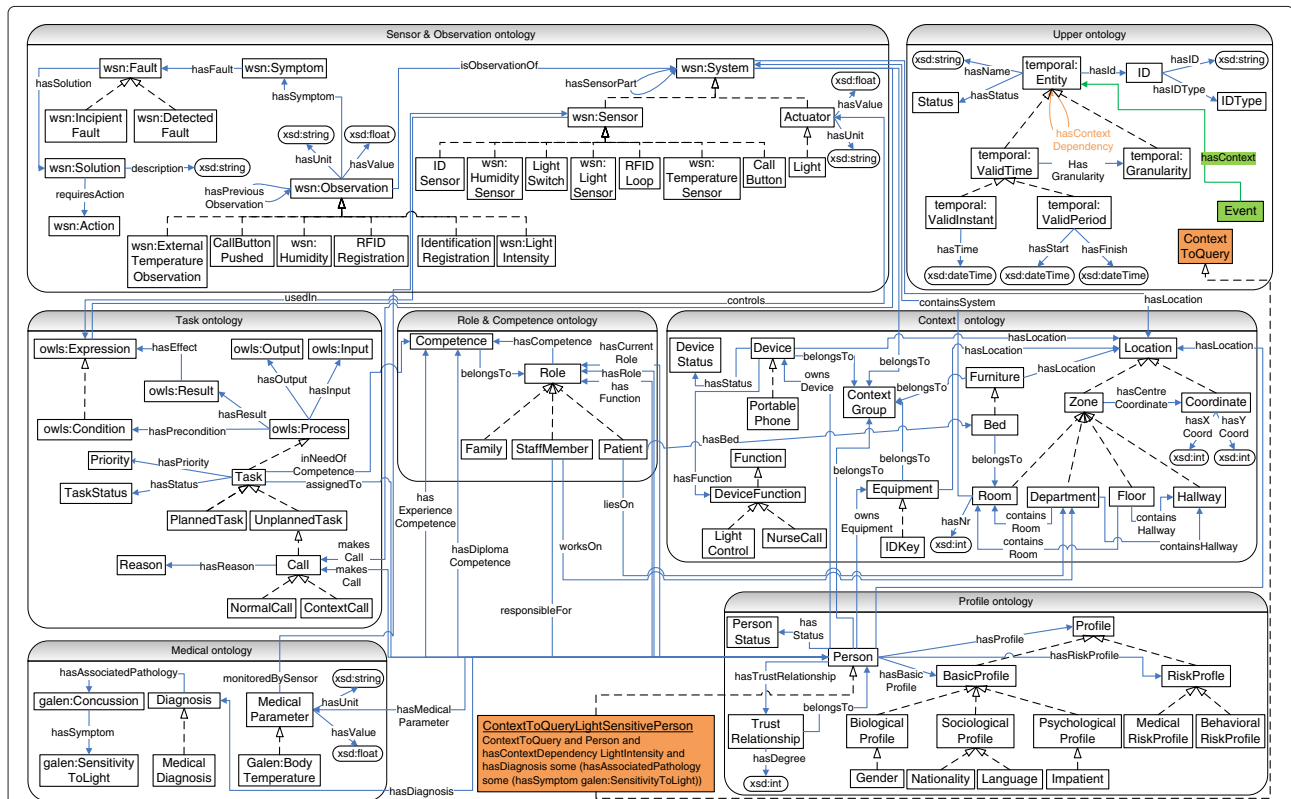 Sensor & Observation ontology
wsn:Fault
hasFault
wsn:Symptom
hasSolution
hasSymptom
wsn:Incipient
Fault
wsn:Detected
Fault
wsn:Solution
description
xsd:string
requiresAction
wsn:Action
isObservationOf
wsn:System
hasSensorPart
xsd:float
hasValue
wsn:Sensor
Actuator
hasUnit
xsd:string
xsd:string
xsd:float
hasUnit
hasValue
hasPrevious
Observation
wsn:Observation
ID
Sensor
wsn:
Humidity
Sensor
Light
Switch
wsn:
Light
Sensor
RFID
Loop
wsn:
Temperature
Sensor
Call
Button
Light
wsn:External
Temperature
Observation
CallButton
Pushed
wsn:
Humidity
RFID
Registration
Identification
Registration
wsn:Light
Intensity
Upper ontology
xsd:string
hasName
temporal:
Entity
hasId
ID
hasID
xsd:string
Status
hasStatus
hasIDType
IDType
hasContext
Dependency
temporal:
ValidTime
Has
Granularity
temporal:
Granularity
hasContext
temporal:
ValidInstant
temporal:
ValidPeriod
Event
hasTime
hasStart
hasFinish
xsd:dateTime
xsd:dateTime
xsd:dateTime
Context
ToQuery
usedIn
controls
containsSystem
hasLocation
Task ontology
owls:Expression
owls:Output
owls:Input
hasEffect
owls:Result
hasOutput
hasInput
hasResult
owls:Condition
hasPrecondition
owls:Process
Priority
hasPriority
inNeedOf
Competence
assignedTo
TaskStatus
hasStatus
Task
PlannedTask
UnplannedTask
Reason
hasReason
Call
makes
Call
makes
Call
NormalCall
ContextCall
Role & Competence ontology
Competence
hasCompetence
hasCurrent
Role
hasRole
has
Function
belongsTo
Role
Family
StaffMember
Patient
has
Experience
Competence
hasDiploma
Competence
worksOn
liesOn
responsibleFor
Context ontology
Device
Status
Device
belongsTo
hasLocation
Location
hasLocation
hasStatus
owns
Device
belongsTo
Furniture
hasLocation
Portable
Phone
Context
Group
Zone
hasCentre
Coordinate
Coordinate
hasBed
Bed
hasX
Coord
hasY
Coord
xsd:int
xsd:int
Function
hasFunction
belongsTo
belongsTo
DeviceFunction
Equipment
Room
Department
Floor
Hallway
owns
Equipment
hasNr
contains
Room
contains
Room
contains
Hallway
containsHallway
Light
Control
NurseCall
IDKey
xsd:int
Medical ontology
hasAssociatedPathology
monitoredBySensor
xsd:string
galen:Concussion
Diagnosis
Medical
Parameter
hasUnit
hasSymptom
hasValue
galen:Sensitivity
ToLight
Medical
Diagnosis
Galen:Body
Temperature
xsd:float
hasMedical
Parameter
hasDiagnosis
ContextToQueryLightSensitivePerson
ContextToQuery and Person and
hasContextDependency LightIntensity and
hasDiagnosis some (hasAssociatedPathology
some (hasSymptom galen:SensitivityToLight))
Profile ontology
Person
Status
has
Status
Profile
Person
hasProfile
hasRiskProfile
hasTrustRelationship
hasBasic
Profile
BasicProfile
RiskProfle
belongsTo
Trust
Relationship
Biological
Profile
Sociological
Profile
Psychological
Profile
Medical
RiskProfile
Behavioral
RiskProfile
hasDegree
xsd:int
Gender
Nationality
Language
Impatient